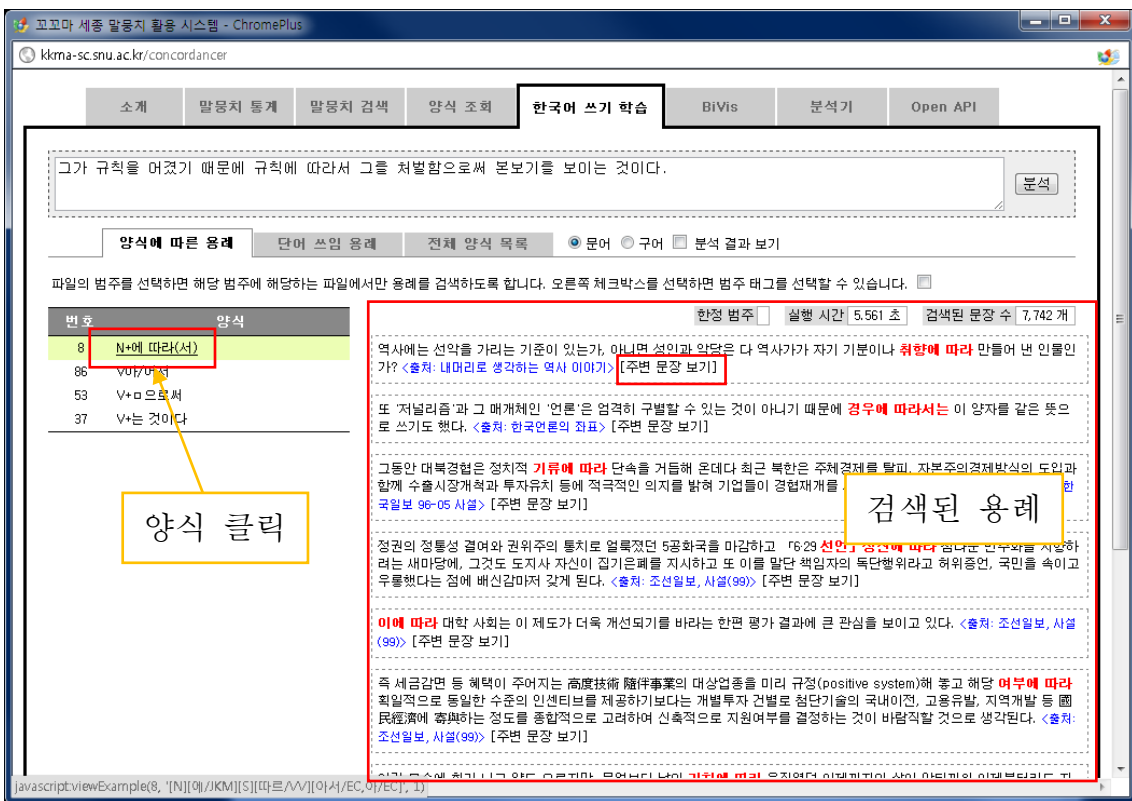 꼬꼬마 세종 말뭉치 활용 시스템 - ChromePlus
kkma-sc.snu.ac.kr/concordancer
소개 말뭉치 통계 말뭉치 검색 양식 조회 한국어 쓰기 학습 BiVis 분석기 Open API
그가 규칙을 어겼기 때문에 규칙에 따라서 그를 처벌함으로써 본보기를 보이는 것이다.
분석
양식에 따른 용례 단어 쓰임 용례 전체 양식 목록 문어 구어 분석 결과 보기
파일의 범주를 선택하면 해당 범주에 해당하는 파일에서만 용례를 검색하도록 합니다. 오른쪽 체크박스를 선택하면 범주 태그를 선택할 수 있습니다.
번호 양식
8 N+에 따라(서)
86 V아/어서
53 V+ㅁ으로써
37 V+는 것이다
양식 클릭
한정 범주 실행 시간 5.561 초 검색된 문장 수 7,742 개
역사에는 선악을 가리는 기준이 있는가, 아니면 성인과 악당은 다 역사가가 자기 기분이나 취향에 따라 만들어 낸 인물인
가? <출처: 내머리로 생각하는 역사 이야기> [주변 문장 보기]
또 '저널리즘'과 그 매개체인 '언론'은 엄격히 구별할 수 있는 것이 아니기 때문에 경우에 따라서는 이 양자를 같은 뜻으
로 쓰기도 했다. <출처: 한국언론의 좌표> [주변 문장 보기]
그동안 대북경협은 정치적 기류에 따라 단속을 거듭해 온데다 최근 북한은 주체경제를 탈피, 자본주의경제방식의 도입과
함께 수출시장개척과 투자유치 등에 적극적인 의지를 밝혀 기업들이 경협재개를 한
국일보 96-05 사설> [주변 문장 보기]
검색된 용례
정권의 정통성 결여와 권위주의 통치로 얼룩졌던 5공화국을 마감하고 「6·29 선언」정신에 따라 참다운 민주화를 지향하
려는 새마당에, 그것도 도지사 자신이 집기은폐를 지시하고 또 이를 말단 책임자의 독단행위라고 허위증언, 국민을 속이고
우롱했다는 점에 배신감마저 갖게 된다. <출처: 조선일보, 사설(99)> [주변 문장 보기]
이에 따라 대학 사회는 이 제도가 더욱 개선되기를 바라는 한편 평가 결과에 큰 관심을 보이고 있다. <출처: 조선일보, 사설
(99)> [주변 문장 보기]
즉 세금감면 등 혜택이 주어지는 高度技術 隨伴事業의 대상업종을 미리 규정(positive system)해 놓고 해당 여부에 따라
획일적으로 동일한 수준의 인센티브를 제공하기보다는 개별투자 건별로 첨단기술의 국내이전, 고용유발, 지역개발 등 國
民經濟에 寄與하는 정도를 종합적으로 고려하여 신축적으로 지원여부를 결정하는 것이 바람직할 것으로 생각된다. <출처:
조선일보, 사설(99)> [주변 문장 보기]
javascript:viewExample(8, '[N][에/JKM][S][따르/VV][아서/EC,아/EC]', 1)